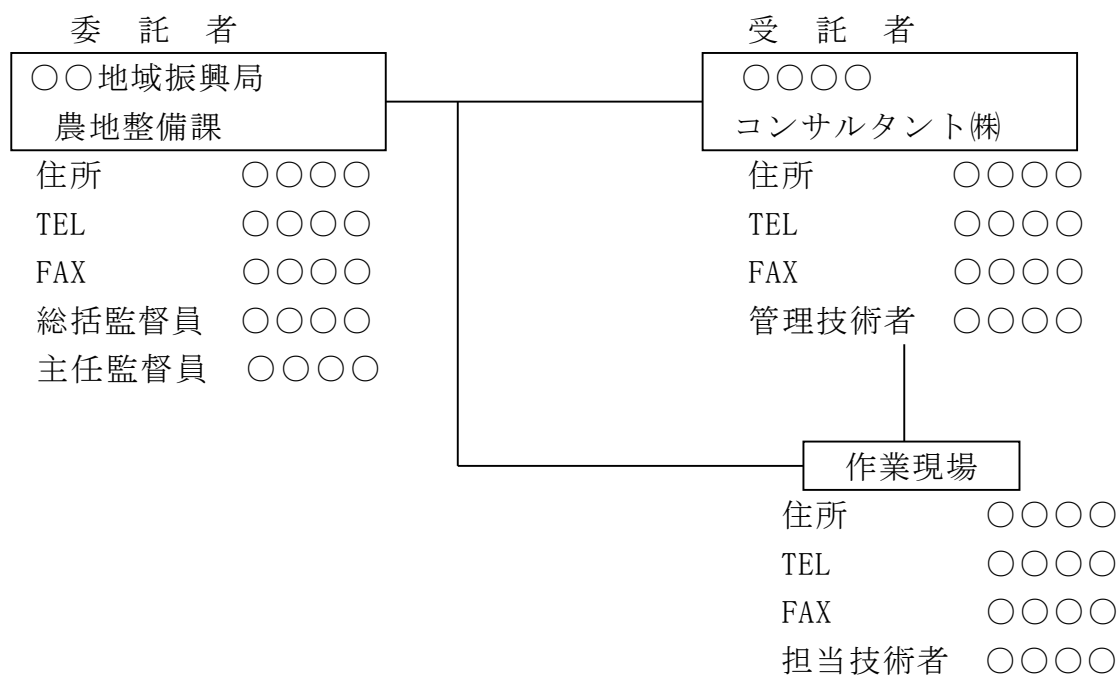 委 託 者
○○地域振興局
農地整備課
住所 ○○○○
TEL ○○○○
FAX ○○○○
総括監督員 ○○○○
主任監督員 ○○○○
受 託 者
○○○○
コンサルタント㈱
住所 ○○○○
TEL ○○○○
FAX ○○○○
管理技術者 ○○○○
作業現場
住所 ○○○○
TEL ○○○○
FAX ○○○○
担当技術者 ○○○○